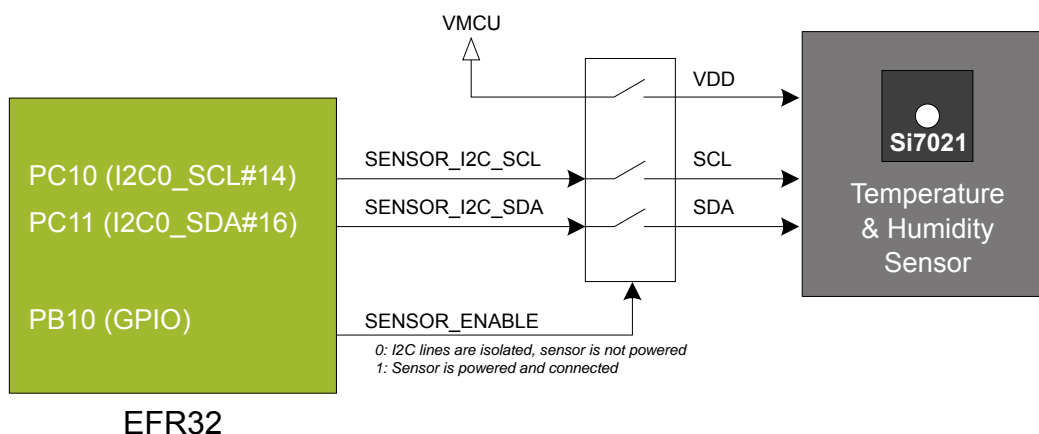 VMCU
VDD
Si7021
PC10 (I2C0_SCL#14)
SENSOR_I2C_SCL
SCL
PC11 (I2C0_SDA#16)
SENSOR_I2C_SDA
SDA
Temperature
& Humidity
Sensor
PB10 (GPIO)
SENSOR_ENABLE
0: I2C lines are isolated, sensor is not powered
1: Sensor is powered and connected
EFR32